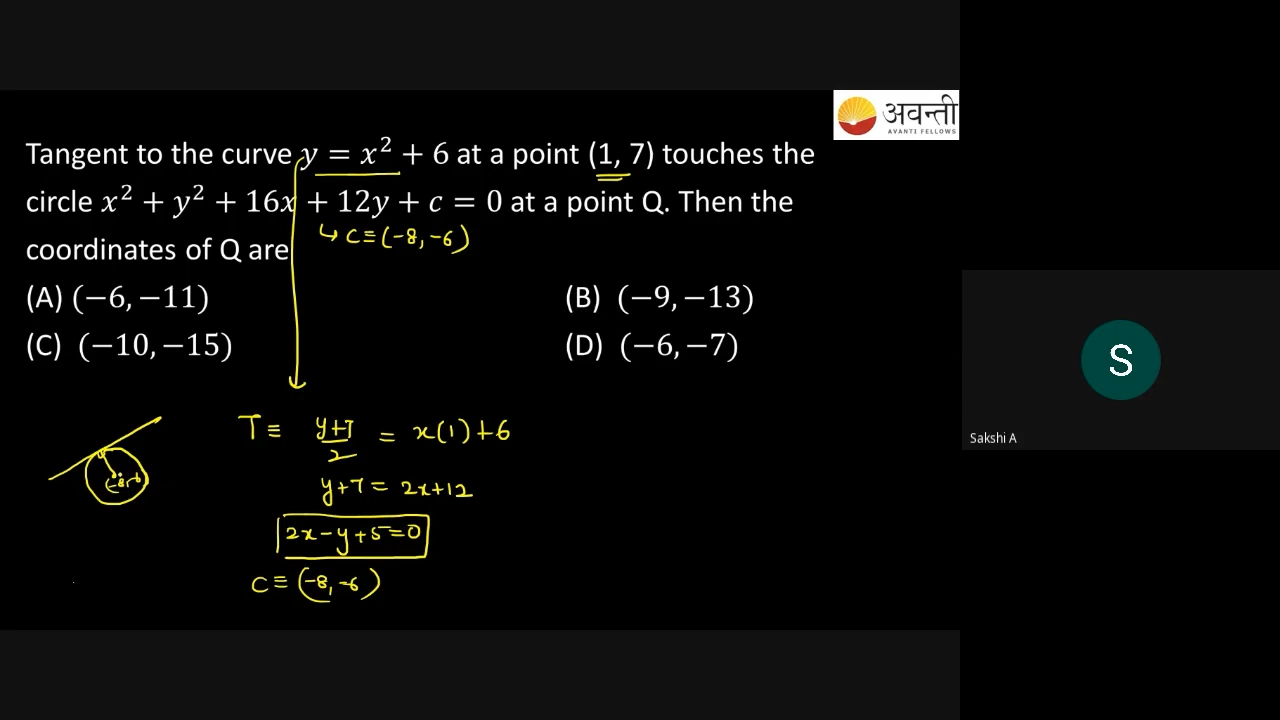 अवन्ती
AVANTI FELLOWS
Tangent to the curve y = x² + 6 at a point (1, 7) touches the
circle x² + y² + 16x + 12y + c = 0 at a point Q. Then the
↳ C ≡ (-8, -6)
coordinates of Q are
(A) (−6, −11)
(B) (−9, −13)
(C) (−10, −15)
(D) (−6, −7)
T ≡ (y+7)/2 = x(1)+6
y+7 = 2x+12
2x-y+5=0
C ≡ (-8, -6)
S
Sakshi A